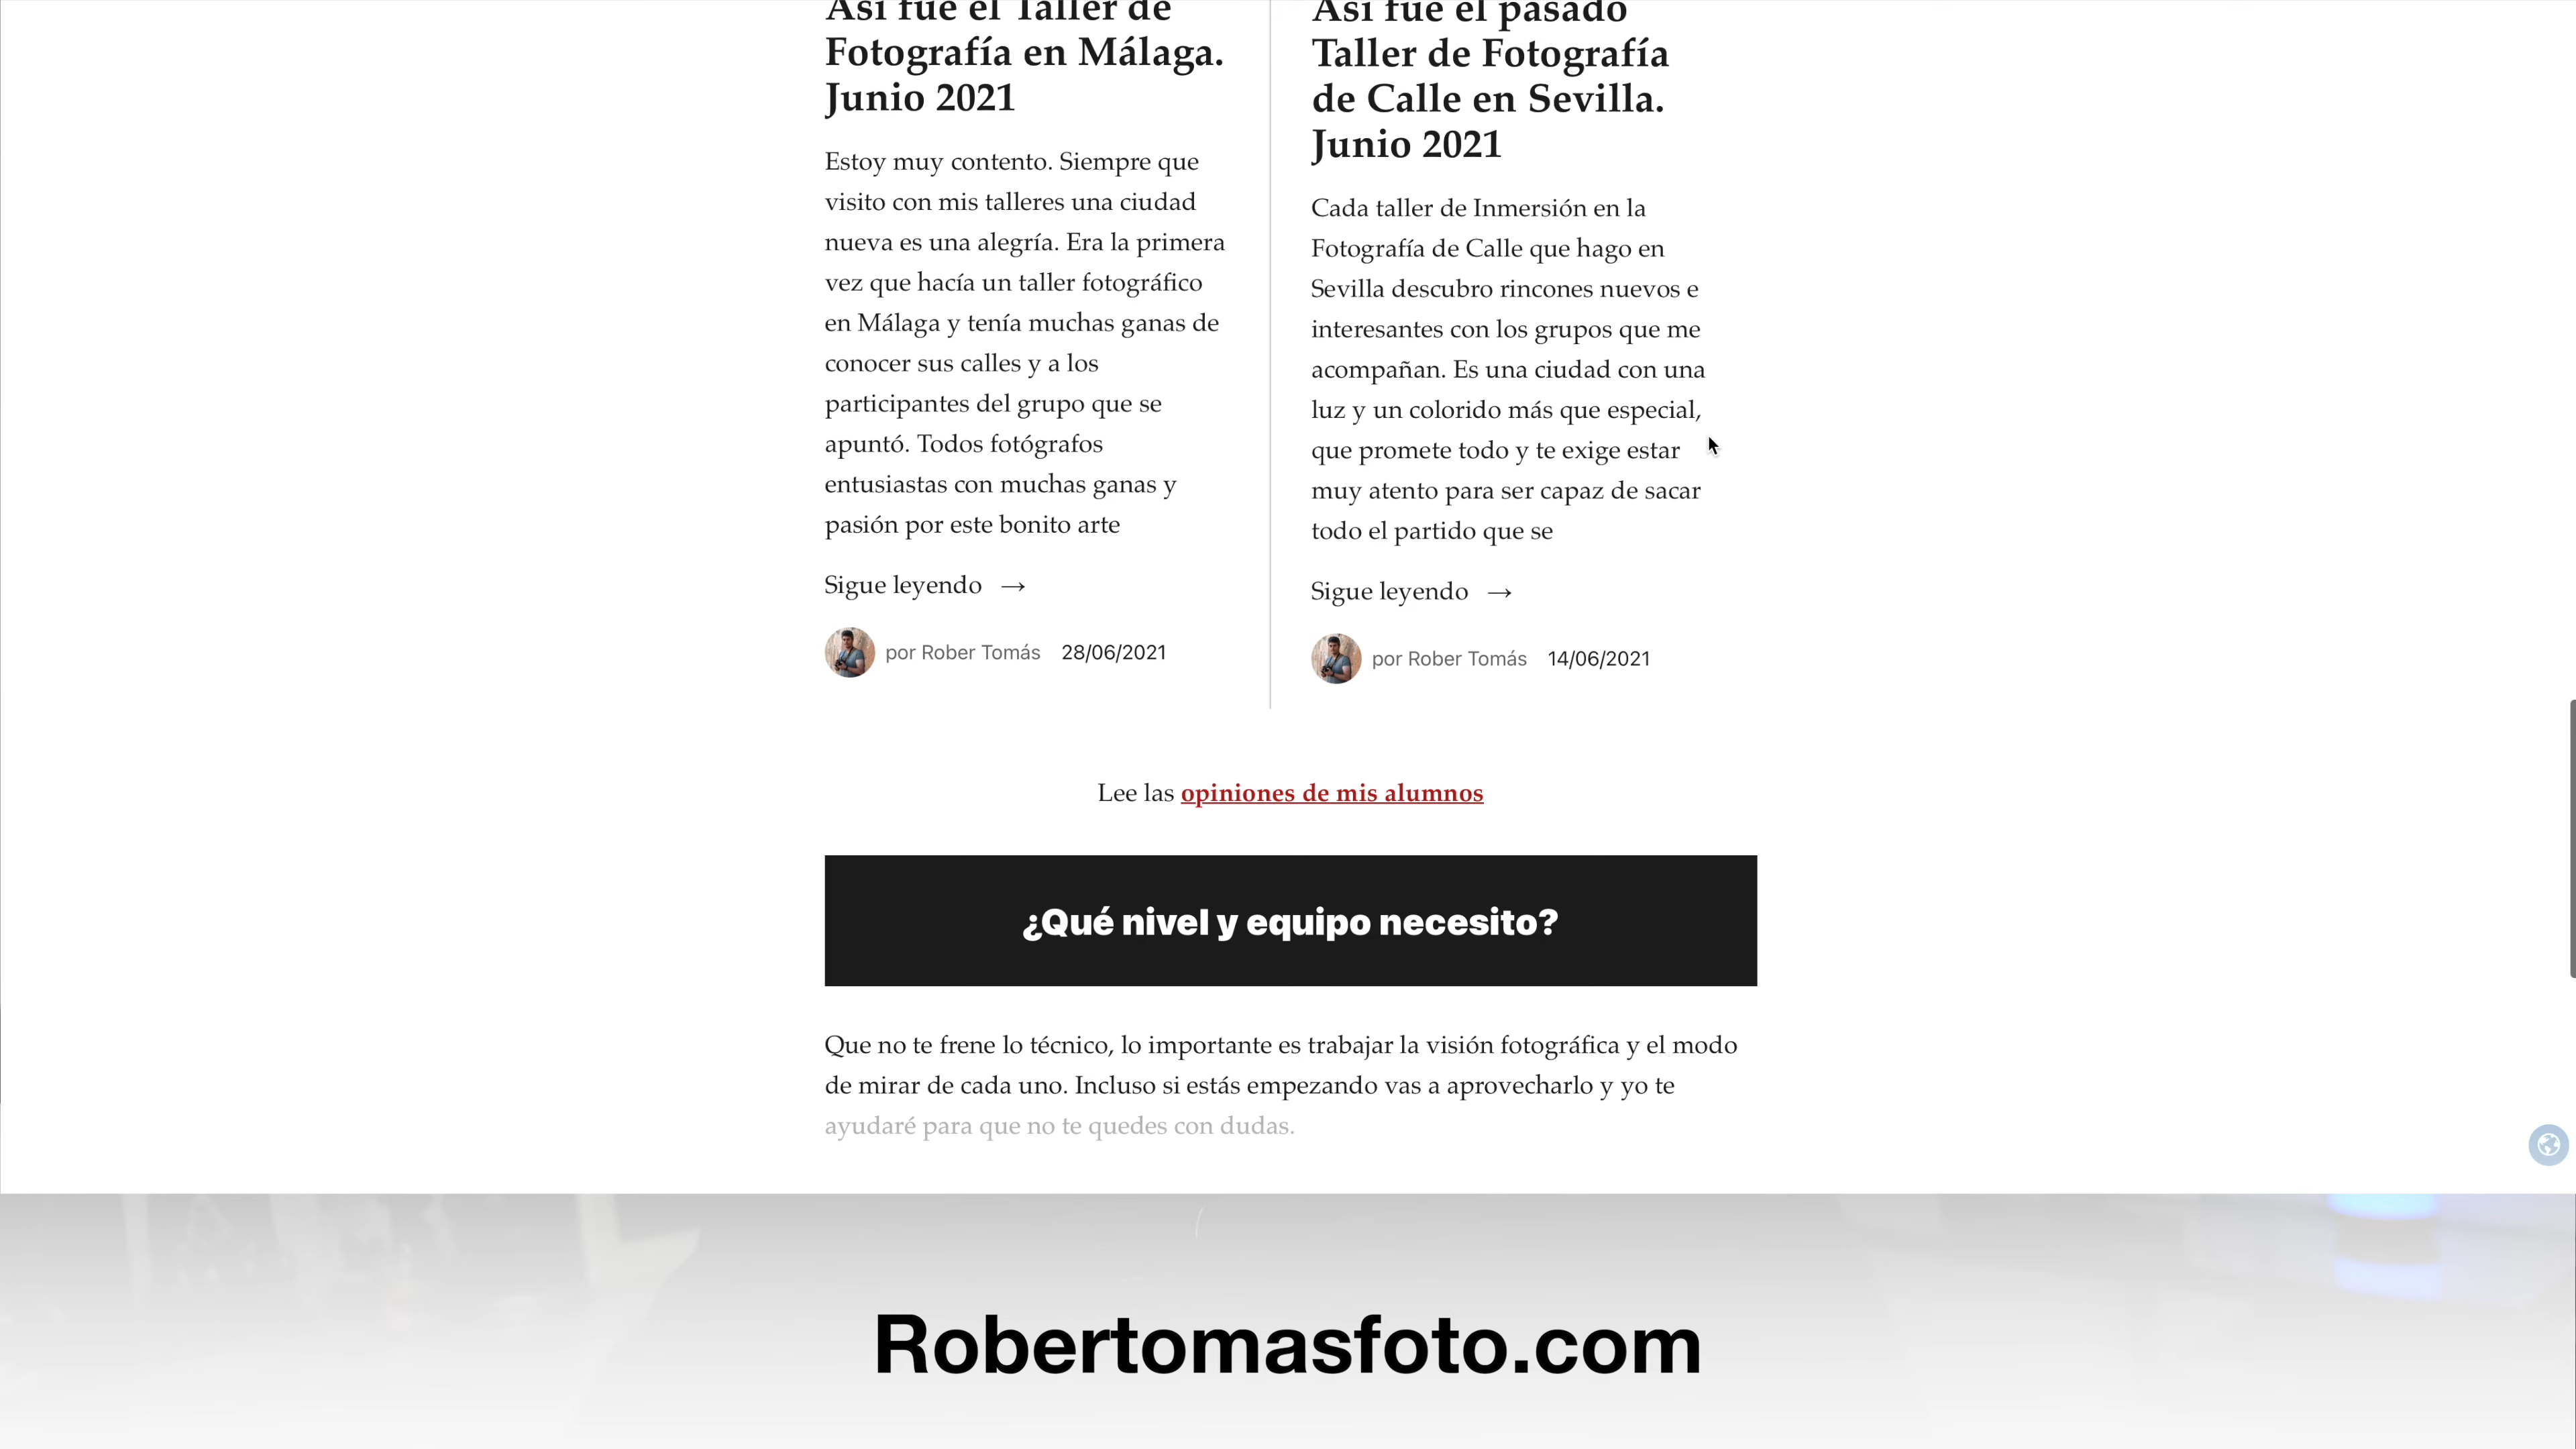 Así fue el Taller de
Fotografía en Málaga.
Junio 2021
Estoy muy contento. Siempre que
visito con mis talleres una ciudad
nueva es una alegría. Era la primera
vez que hacía un taller fotográfico
en Málaga y tenía muchas ganas de
conocer sus calles y a los
participantes del grupo que se
apuntó. Todos fotógrafos
entusiastas con muchas ganas y
pasión por este bonito arte
Sigue leyendo →
por Rober Tomás 28/06/2021
Así fue el pasado
Taller de Fotografía
de Calle en Sevilla.
Junio 2021
Cada taller de Inmersión en la
Fotografía de Calle que hago en
Sevilla descubro rincones nuevos e
interesantes con los grupos que me
acompañan. Es una ciudad con una
luz y un colorido más que especial,
que promete todo y te exige estar
muy atento para ser capaz de sacar
todo el partido que se
Sigue leyendo →
por Rober Tomás 14/06/2021
Lee las opiniones de mis alumnos
¿Qué nivel y equipo necesito?
Que no te frene lo técnico, lo importante es trabajar la visión fotográfica y el modo
de mirar de cada uno. Incluso si estás empezando vas a aprovecharlo y yo te
ayudaré para que no te quedes con dudas.
Robertomasfoto.com